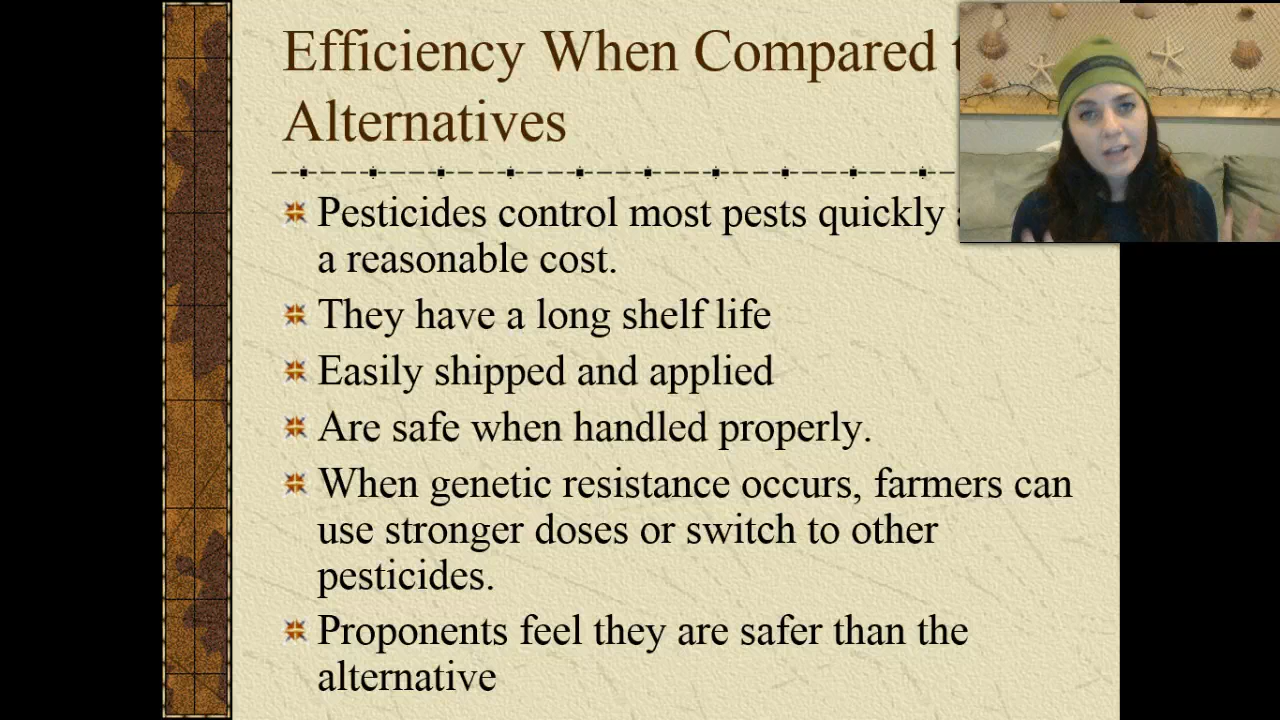 Efficiency When Compared
Alternatives
Pesticides control most pests quickly
a reasonable cost.
They have a long shelf life
Easily shipped and applied
Are safe when handled properly.
When genetic resistance occurs, farmers can
use stronger doses or switch to other
pesticides.
Proponents feel they are safer than the
alternative